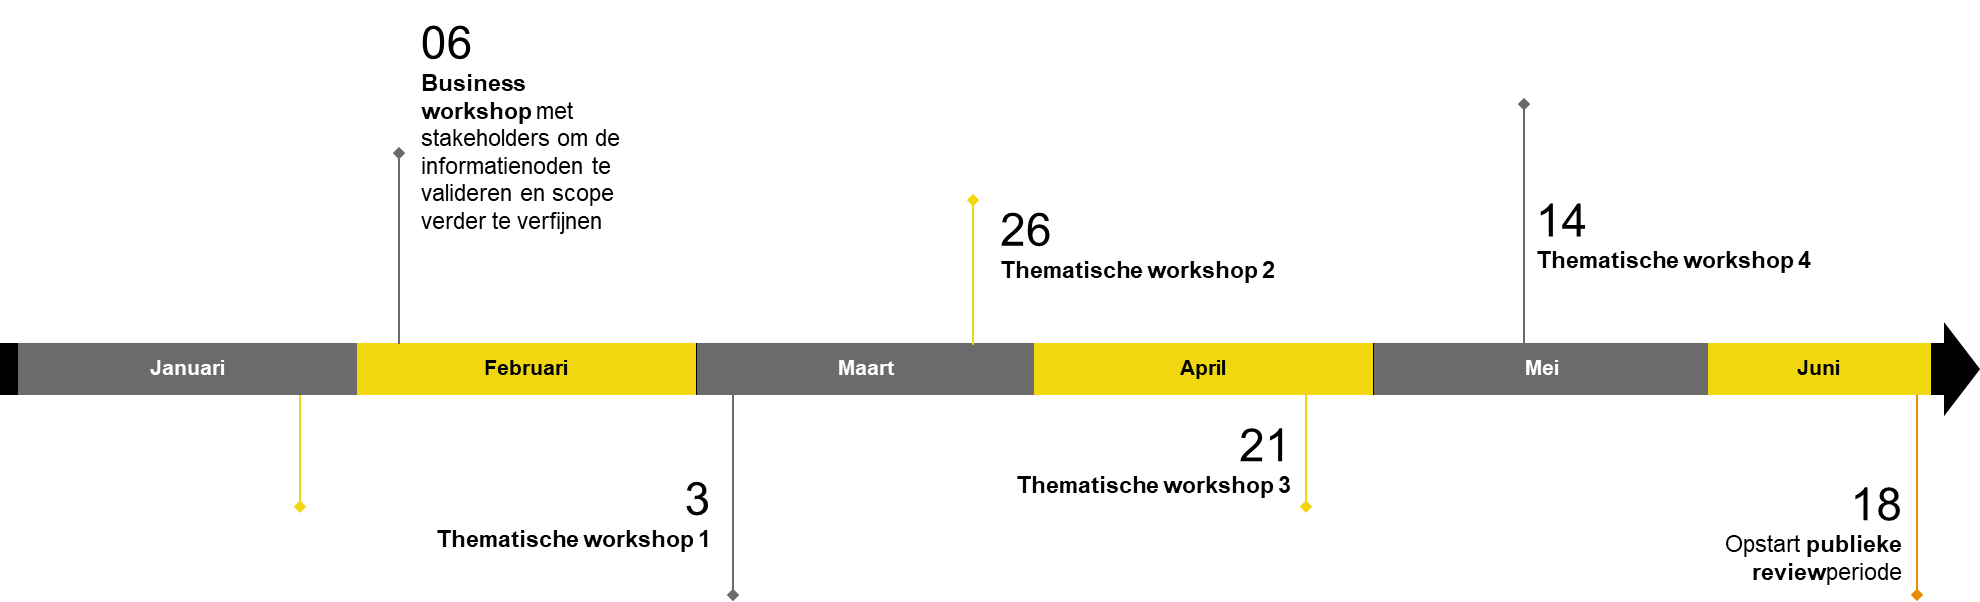 06
Business
workshop met
stakeholders om de
informatienoden te
valideren en scope
verder te verfijnen
26
Thematische workshop 2
14
Thematische workshop 4
Januari
Februari
Maart
April
Mei
Juni
3
Thematische workshop 1
21
Thematische workshop 3
18
Opstart publieke
reviewperiode